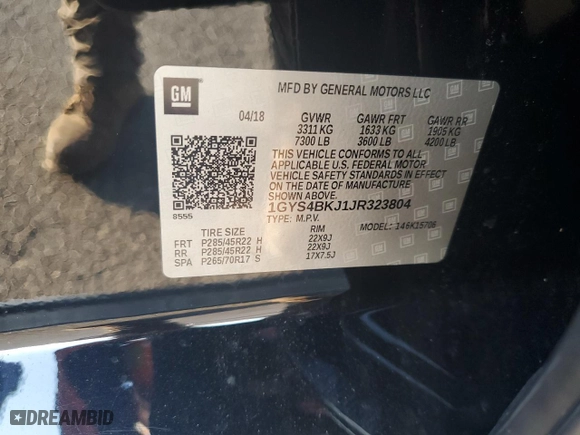 GM
MFD BY GENERAL MOTORS LLC
04/18 GVWR GAWR FRT GAWR RR
3311 KG 1633 KG 1905 KG
7300 LB 3600 LB 4200 LB
THIS VEHICLE CONFORMS TO ALL
APPLICABLE U.S. FEDERAL MOTOR
VEHICLE SAFETY STANDARDS IN
EFFECT ON THE DATE OF MANUFACTURE
SHOWN ABOVE.
1GYS4BKJ1JR323804
8555 TYPE: M.P.V. MODEL: 146K15706
TIRE SIZE RIM
FRT P285/45R22 H 22X9J
RR P285/45R22 H 22X9J
SPA P265/70R17 S 17X7.5J
DREAMBID